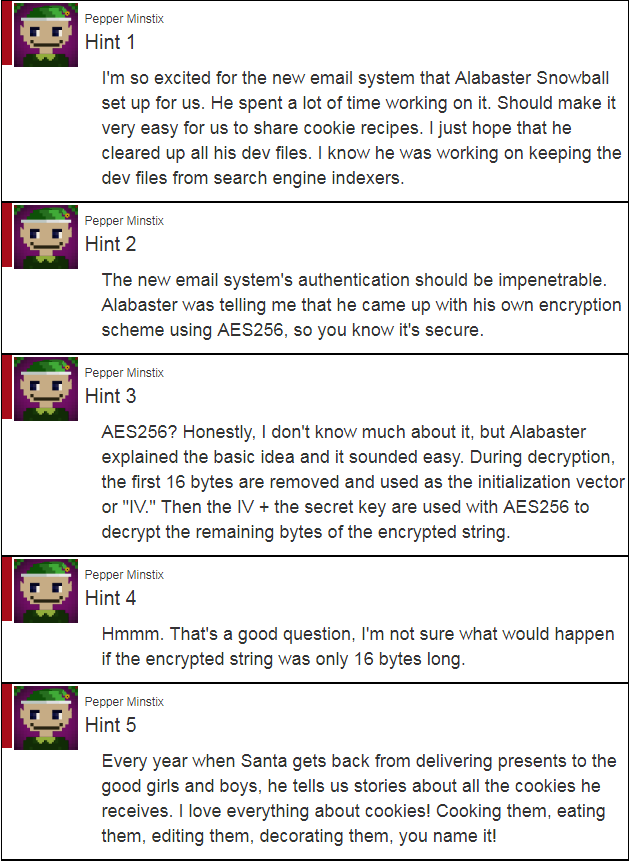 Pepper Minstix
Hint 1
I'm so excited for the new email system that Alabaster Snowball
set up for us. He spent a lot of time working on it. Should make it
very easy for us to share cookie recipes. I just hope that he
cleared up all his dev files. I know he was working on keeping the
dev files from search engine indexers.
Pepper Minstix
Hint 2
The new email system's authentication should be impenetrable.
Alabaster was telling me that he came up with his own encryption
scheme using AES256, so you know it's secure.
Pepper Minstix
Hint 3
AES256? Honestly, I don't know much about it, but Alabaster
explained the basic idea and it sounded easy. During decryption,
the first 16 bytes are removed and used as the initialization vector
or "IV." Then the IV + the secret key are used with AES256 to
decrypt the remaining bytes of the encrypted string.
Pepper Minstix
Hint 4
Hmmm. That's a good question, I'm not sure what would happen
if the encrypted string was only 16 bytes long.
Pepper Minstix
Hint 5
Every year when Santa gets back from delivering presents to the
good girls and boys, he tells us stories about all the cookies he
receives. I love everything about cookies! Cooking them, eating
them, editing them, decorating them, you name it!